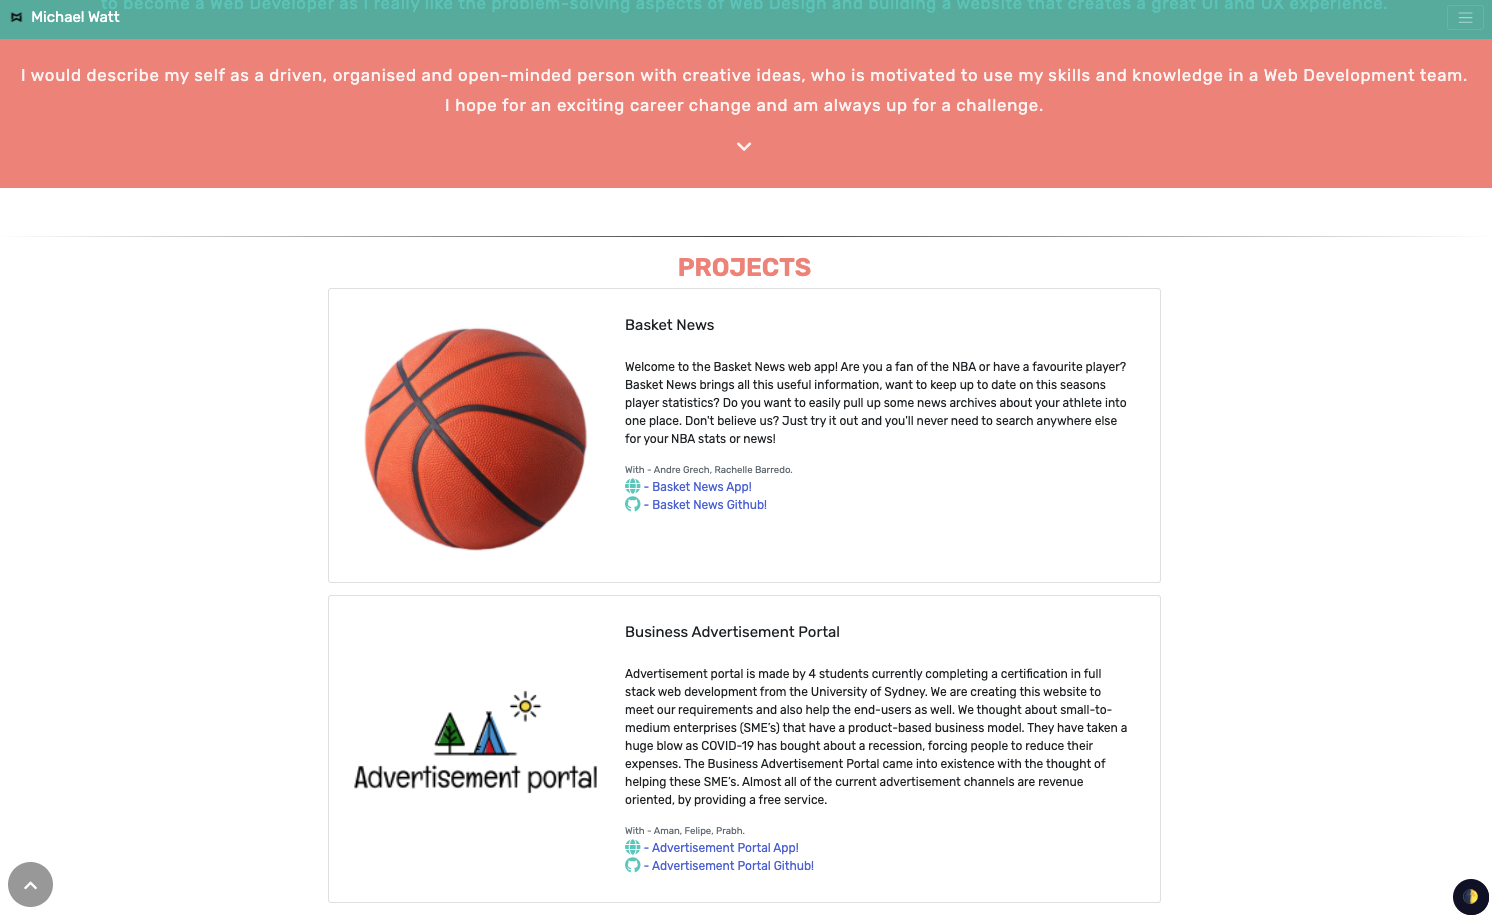 to become a Web Developer as I really like the problem-solving aspects of Web Design and building a website that creates a great UI and UX experience.
Michael Watt
I would describe my self as a driven, organised and open-minded person with creative ideas, who is motivated to use my skills and knowledge in a Web Development team.
I hope for an exciting career change and am always up for a challenge.
PROJECTS
Basket News
Welcome to the Basket News web app! Are you a fan of the NBA or have a favourite player?
Basket News brings all this useful information, want to keep up to date on this seasons
player statistics? Do you want to easily pull up some news archives about your athlete into
one place. Don't believe us? Just try it out and you'll never need to search anywhere else
for your NBA stats or news!
With - Andre Grech, Rachelle Barredo.
- Basket News App!
- Basket News Github!
Advertisement portal
Business Advertisement Portal
Advertisement portal is made by 4 students currently completing a certification in full
stack web development from the University of Sydney. We are creating this website to
meet our requirements and also help the end-users as well. We thought about small-to-
medium enterprises (SME's) that have a product-based business model. They have taken a
huge blow as COVID-19 has bought about a recession, forcing people to reduce their
expenses. The Business Advertisement Portal came into existence with the thought of
helping these SME's. Almost all of the current advertisement channels are revenue
oriented, by providing a free service.
With - Aman, Felipe, Prabh.
- Advertisement Portal App!
- Advertisement Portal Github!